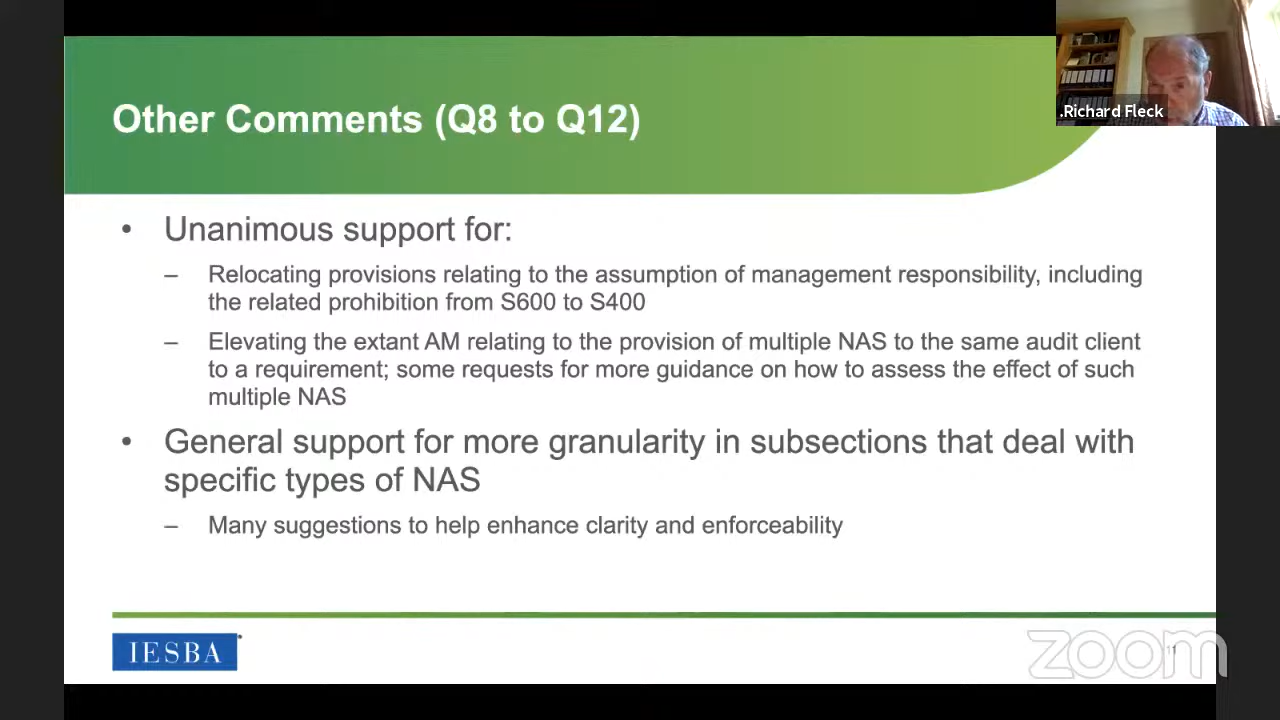 Other Comments (Q8 to Q12)
.Richard Fleck
• Unanimous support for:
– Relocating provisions relating to the assumption of management responsibility, including
the related prohibition from S600 to S400
– Elevating the extant AM relating to the provision of multiple NAS to the same audit client
to a requirement; some requests for more guidance on how to assess the effect of such
multiple NAS
• General support for more granularity in subsections that deal with
specific types of NAS
– Many suggestions to help enhance clarity and enforceability
IESBA
zoom
11